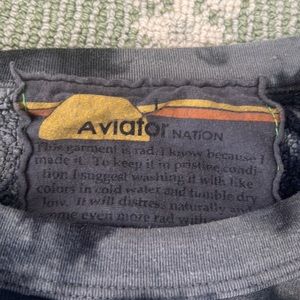 Aviator NATION
This garment is rad. I know because I
made it. To keep it in pristine condi-
tion I suggest washing it with like
colors in cold water and tumble dry
low. It will distress naturally and
some even more rad with